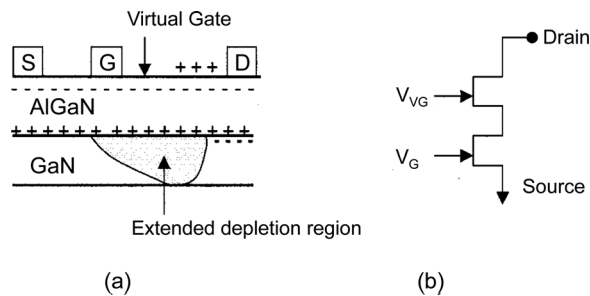 Virtual Gate
S
G
+++
D
AlGaN
++++++++++++++++++
GaN
Extended depletion region
(a)
Drain
V_VG
V_G
Source
(b)